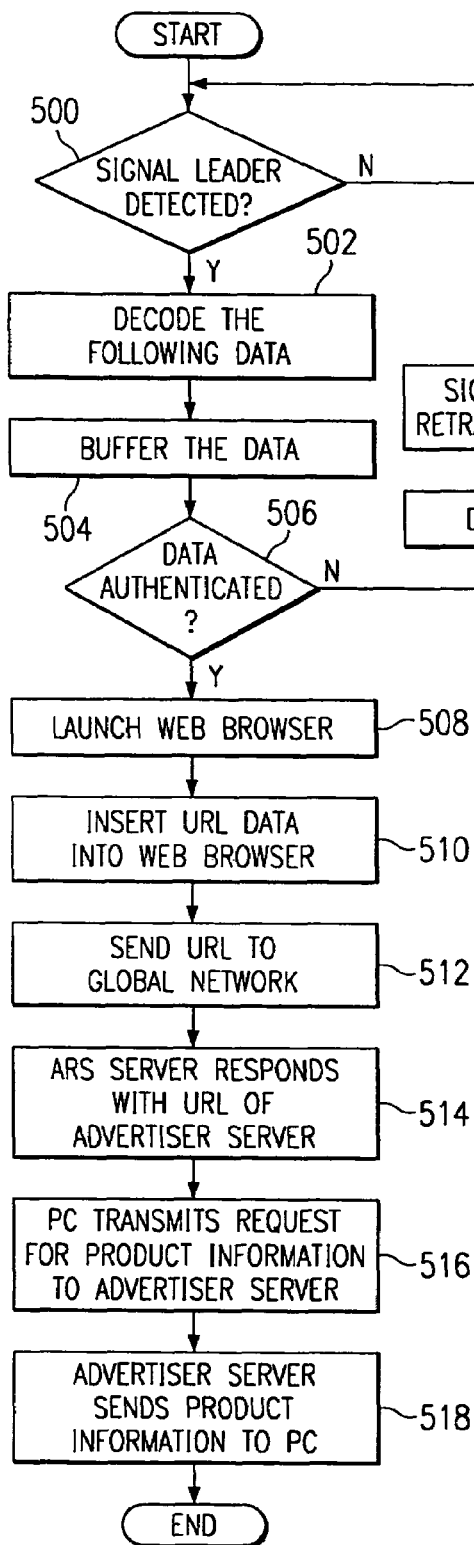 START
500
SIGNAL LEADER
DETECTED?
N
Y
502
DECODE THE
FOLLOWING DATA
BUFFER THE DATA
504
506
DATA
AUTHENTICATED
?
N
Y
LAUNCH WEB BROWSER
508
INSERT URL DATA
INTO WEB BROWSER
510
SEND URL TO
GLOBAL NETWORK
512
ARS SERVER RESPONDS
WITH URL OF
ADVERTISER SERVER
514
PC TRANSMITS REQUEST
FOR PRODUCT INFORMATION
TO ADVERTISER SERVER
516
ADVERTISER SERVER
SENDS PRODUCT
INFORMATION TO PC
518
END